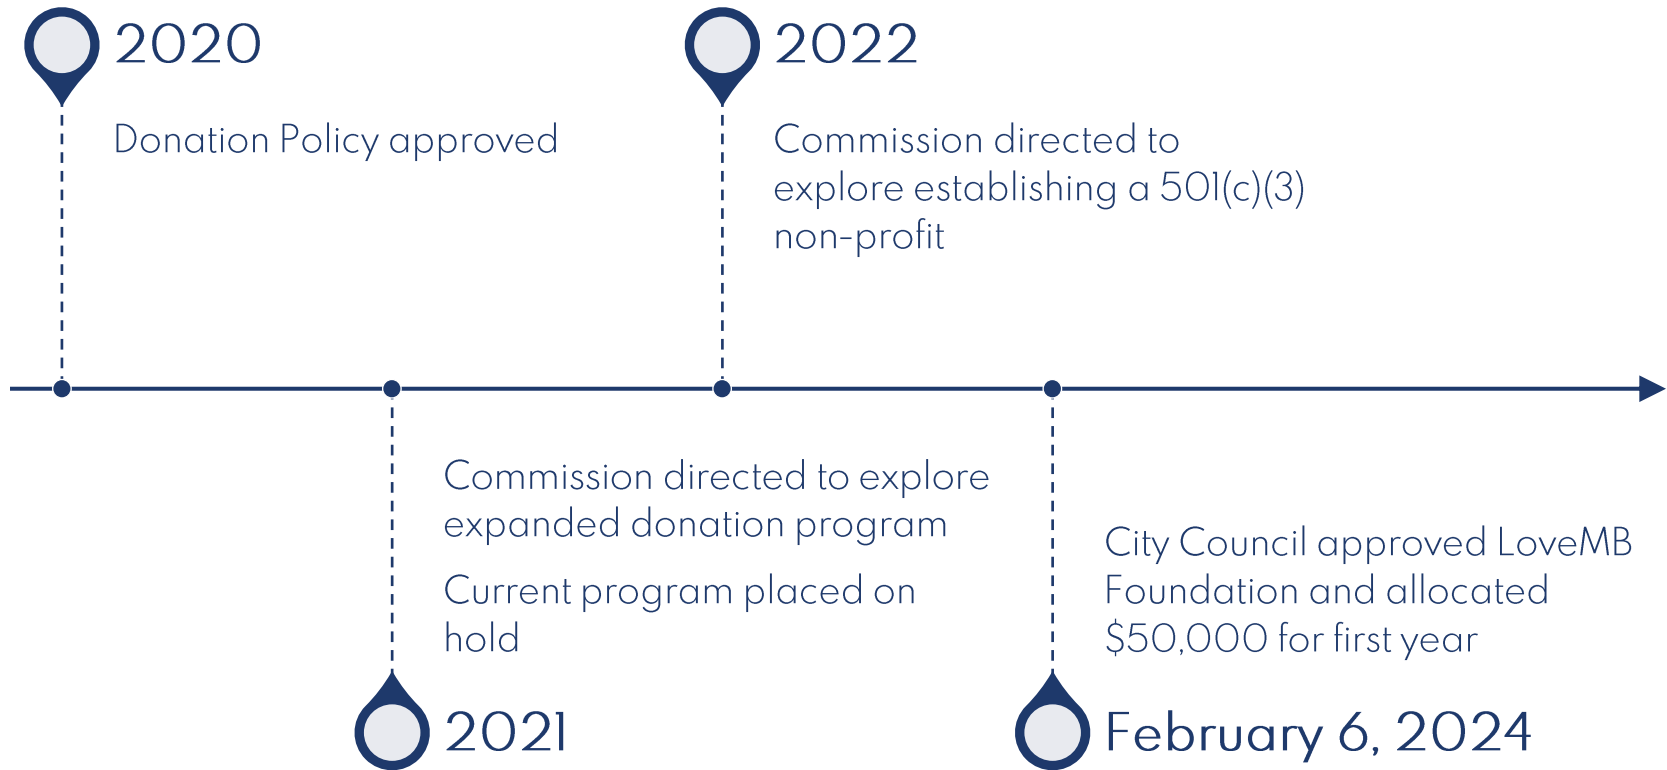 2020
Donation Policy approved
2022
Commission directed to
explore establishing a 501(c)(3)
non-profit
Commission directed to explore
expanded donation program
Current program placed on
hold
2021
City Council approved LoveMB
Foundation and allocated
$50,000 for first year
February 6, 2024